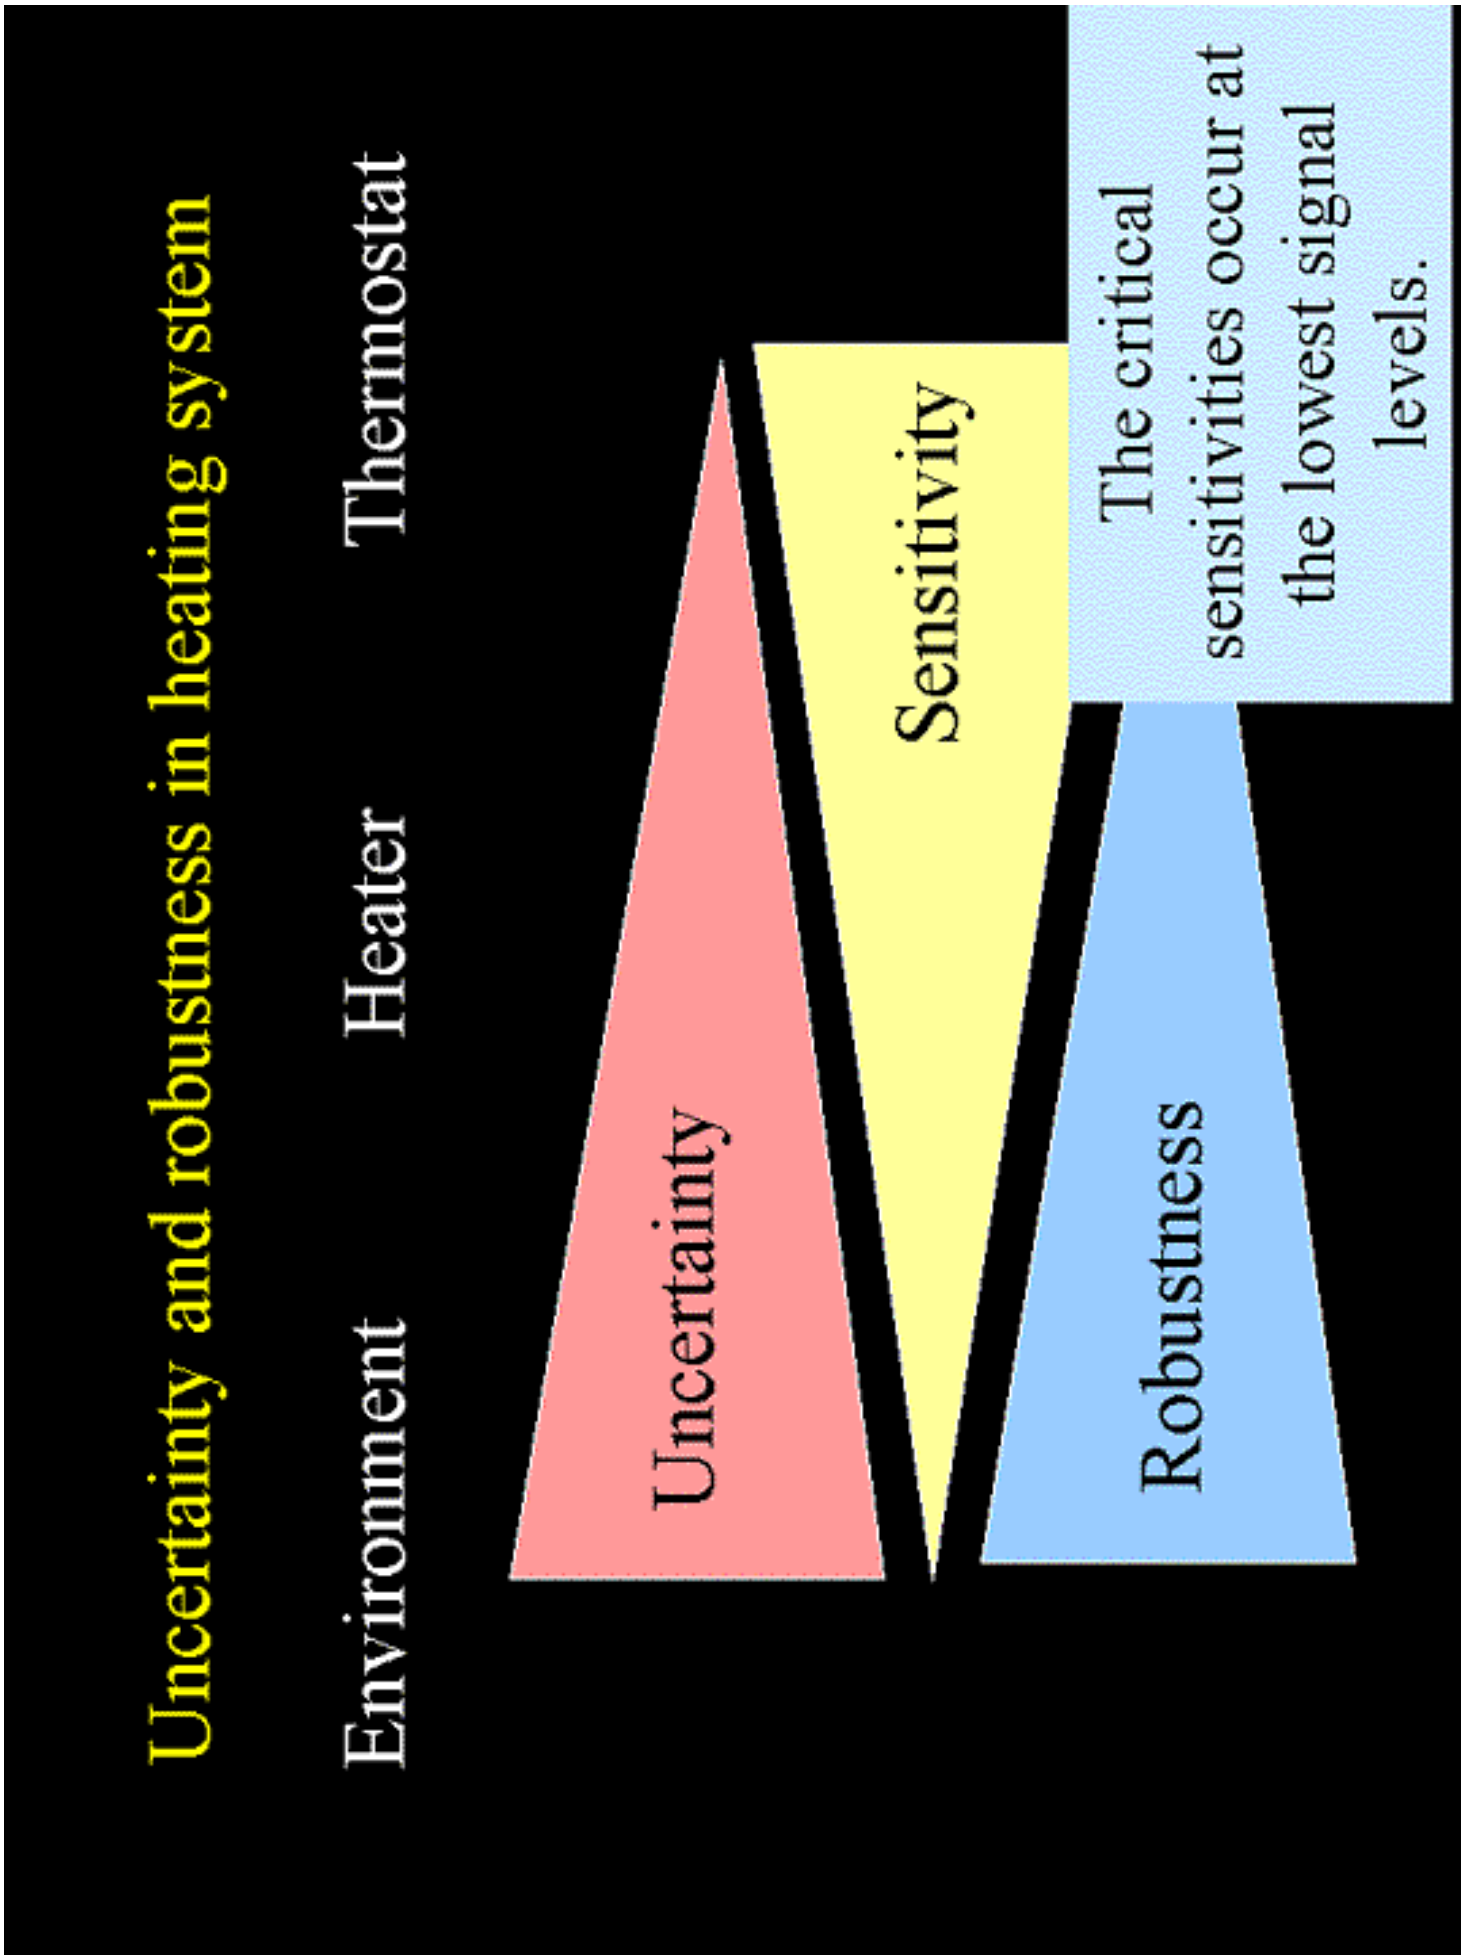 Uncertainty and robustness in heating system
Environment Heater Thermostat
Uncertainty
Sensitivity
Robustness
The critical
sensitivities occur at
the lowest signal
levels.